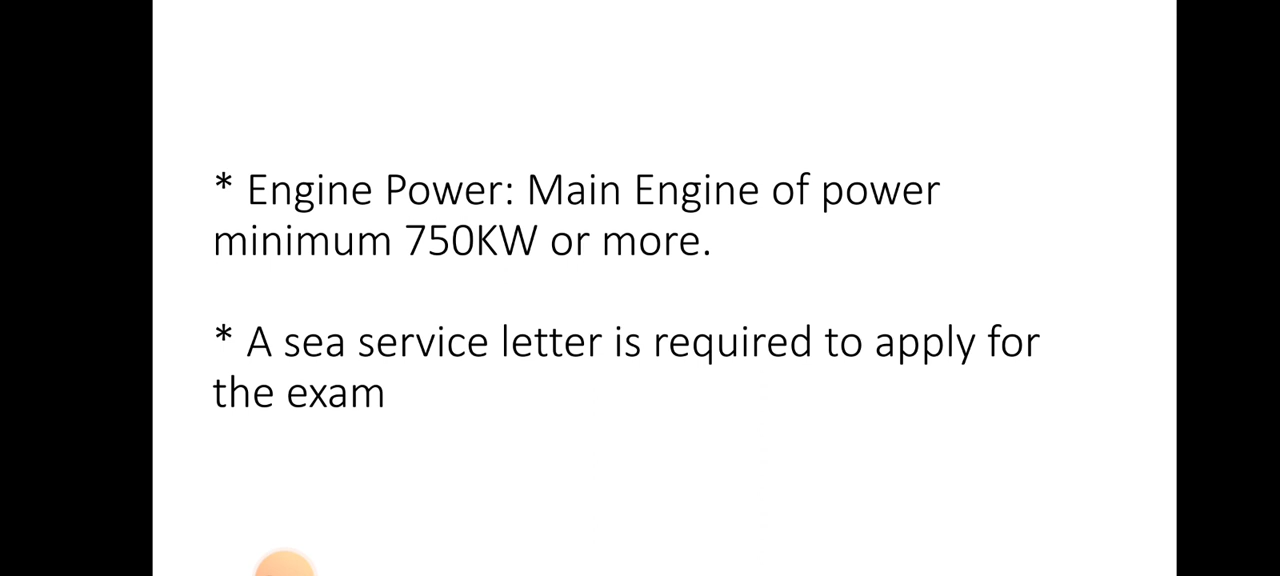 * Engine Power: Main Engine of power
minimum 750KW or more.
* A sea service letter is required to apply for
the exam